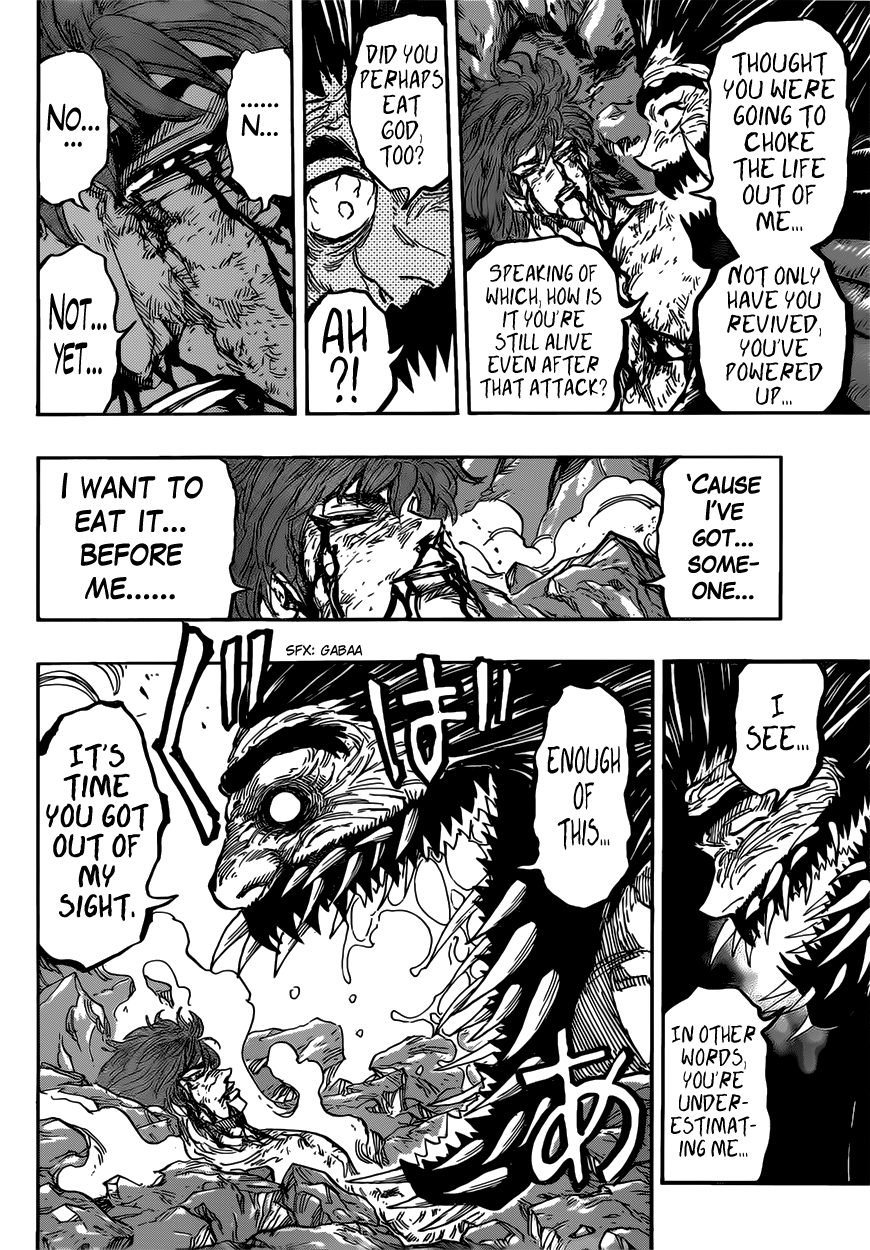 THOUGHT
YOU WERE
GOING TO
CHOKE
THE LIFE
OUT OF
ME...
NOT ONLY
HAVE YOU
REVIVED,
YOU'VE
POWERED
UP...
SPEAKING OF
WHICH, HOW IS
IT YOU'RE
STILL ALIVE
EVEN AFTER
THAT ATTACK?
DID YOU
PERHAPS
EAT
GOD,
TOO?
AH
?!
......
N...
NO...
...
NOT...
YET...
'CAUSE
I'VE
GOT...
SOME-
ONE...
I WANT TO
EAT IT...
BEFORE
ME......
I
SEE...
IN OTHER
WORDS,
YOU'RE
UNDER-
ESTIMAT-
ING ME...
SFX: GABAA
ENOUGH
OF
THIS...
IT'S
TIME
YOU GOT
OUT OF
MY
SIGHT.
がばあ